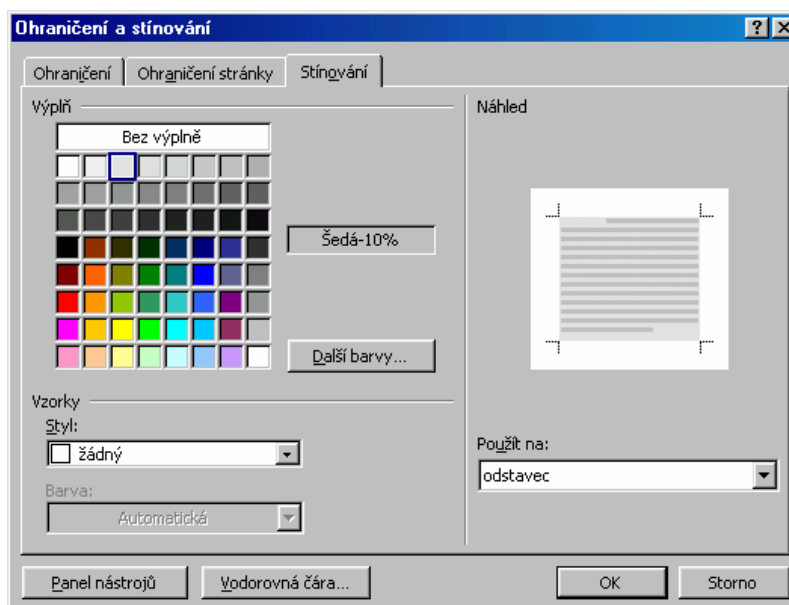 Ohraničení a stínování
Ohraničení
Ohraničení stránky
Stínování
Výplň
Bez výplně
Šedá-10%
Další barvy...
Vzorky
Styl:
žádný
Barva:
Automatická
Náhled
Použít na:
odstavec
Panel nástrojů
Vodorovná čára...
OK
Storno